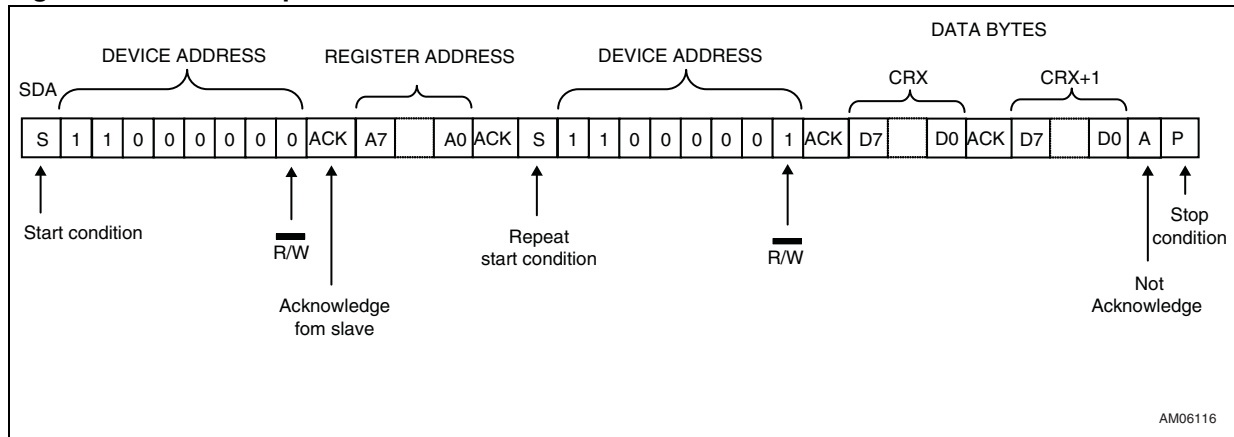 DATA BYTES
DEVICE ADDRESS REGISTER ADDRESS DEVICE ADDRESS CRX CRX+1
SDA
S 1 1 0 0 0 0 0 0 ACK A7 A0 ACK S 1 1 0 0 0 0 0 1 ACK D7 D0 ACK D7 D0 A P
Start condition
R/W
Acknowledge
fom slave
Repeat
start condition
R/W
Stop
condition
Not
Acknowledge
AM06116